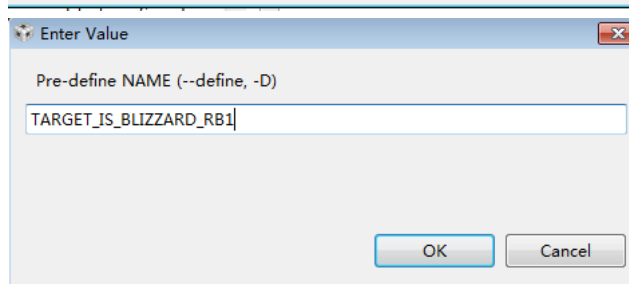 Enter Value
Pre-define NAME (--define, -D)
TARGET_IS_BLIZZARD_RB1
OK
Cancel